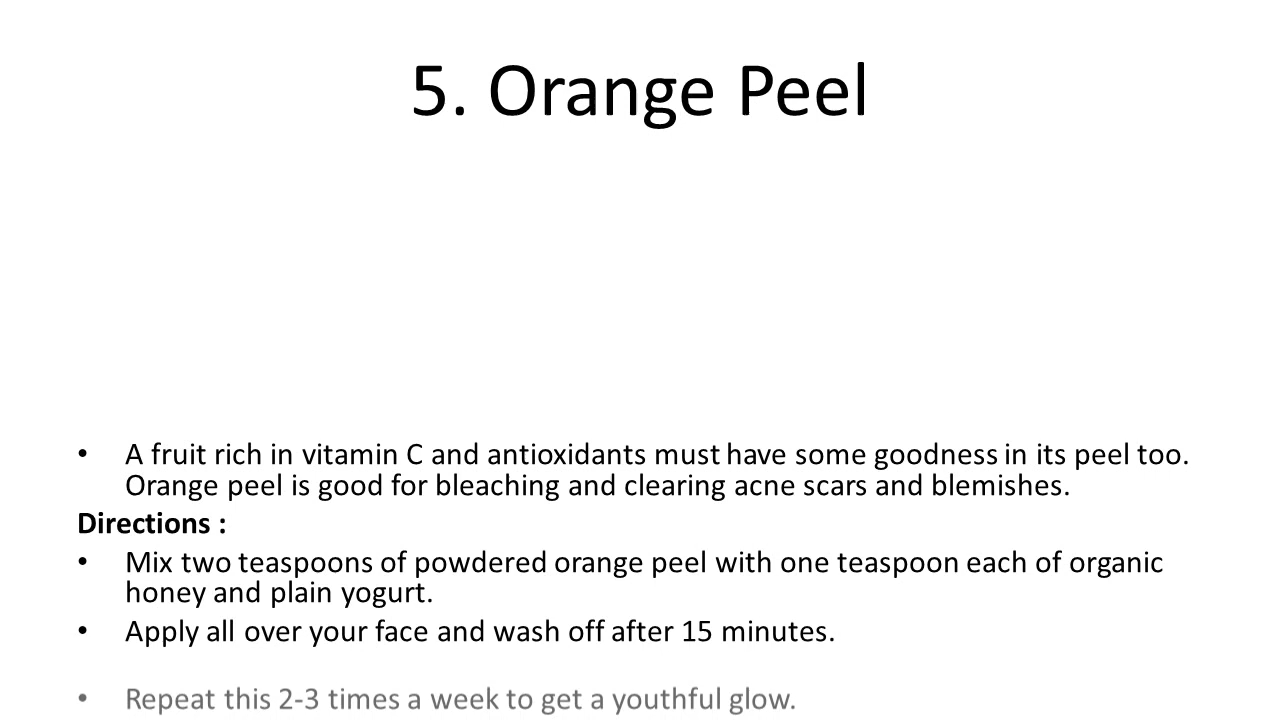 5. Orange Peel
• A fruit rich in vitamin C and antioxidants must have some goodness in its peel too.
Orange peel is good for bleaching and clearing acne scars and blemishes.
Directions :
• Mix two teaspoons of powdered orange peel with one teaspoon each of organic
honey and plain yogurt.
• Apply all over your face and wash off after 15 minutes.
• Repeat this 2-3 times a week to get a youthful glow.